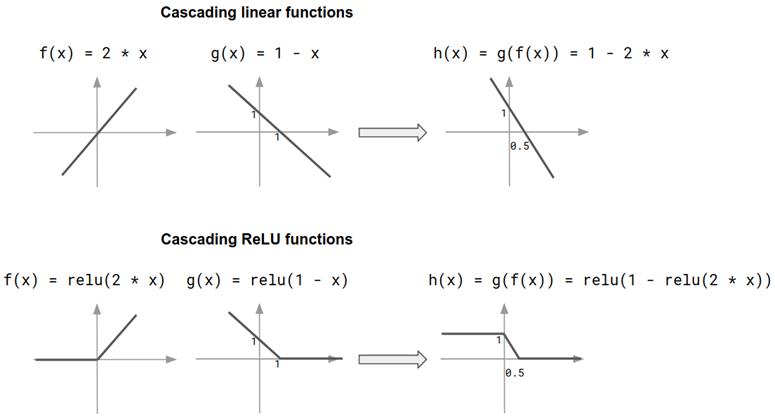 Cascading linear functions
f(x) = 2 * x
g(x) = 1 - x
h(x) = g(f(x)) = 1 - 2 * x
1
1
1
0.5
Cascading ReLU functions
f(x) = relu(2 * x)
g(x) = relu(1 - x)
h(x) = g(f(x)) = relu(1 - relu(2 * x))
1
1
1
0.5